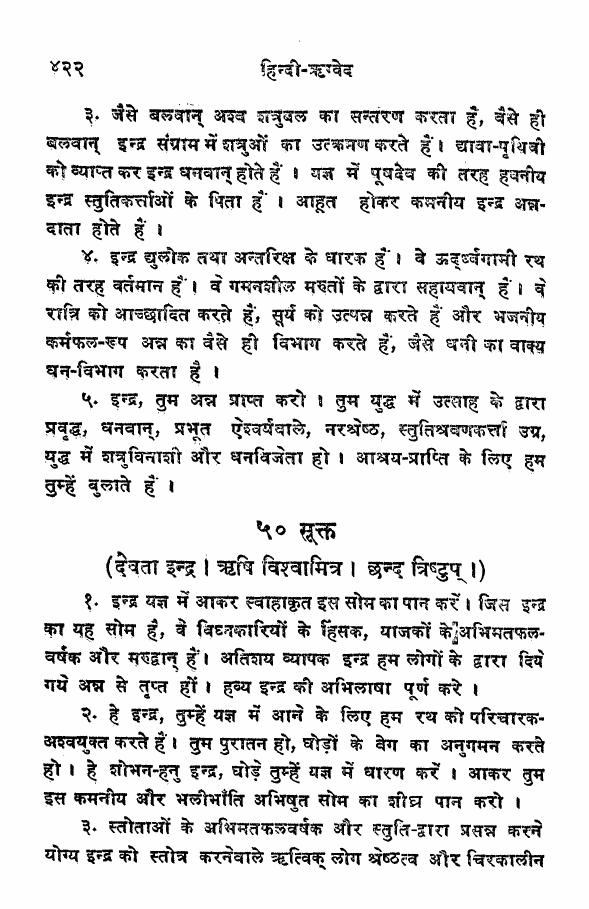 ४२२ हिन्दी-ऋग्वेद
३. जैसे बलवान् अश्व शत्रुबल का सन्तरण करता है, वैसे ही
बलवान् इन्द्र संग्राम में शत्रुओं का उत्क्रमण करते हैं। द्यावा-पृथिवी
को व्याप्त कर इन्द्र धनवान् होते हैं। यज्ञ में पूषदेव की तरह हवनीय
इन्द्र स्तुतिकर्त्ताओं के पिता हैं। आहूत होकर कमनीय इन्द्र अन्न-
दाता होते हैं।
४. इन्द्र द्युलोक तथा अन्तरिक्ष के धारक हैं। वे ऊद्र्ध्वगामी रथ
की तरह वर्तमान हैं। वे गमनशील मरुतों के द्वारा सहायवान् हैं। वे
रात्रि को आच्छादित करते हैं, सूर्य को उत्पन्न करते हैं और भजनीय
कर्मफल-रूप अन्न का वैसे ही विभाग करते हैं, जैसे धनी का वाक्य
धन-विभाग करता है।
५. इन्द्र, तुम अन्न प्राप्त करो। तुम युद्ध में उत्साह के द्वारा
प्रवृद्ध, धनवान्, प्रभूत ऐश्वर्यवाले, नरश्रेष्ठ, स्तुतिश्रवणकर्त्ता उग्र,
युद्ध में शत्रुविनाशी और धनविजेता हो। आश्रय-प्राप्ति के लिए हम
तुम्हें बुलाते हैं।
५० सूक्त
(देवता इन्द्र। ऋषि विश्वामित्र। छन्द त्रिष्टुप्।)
१. इन्द्र यज्ञ में आकर स्वाहाकृत इस सोम का पान करें। जिस इन्द्र
का यह सोम है, वे विघ्नकारियों के हिंसक, याजकों के अभिमतफल-
वर्षक और मरुद्वान् हैं। अतिशय व्यापक इन्द्र हम लोगों के द्वारा दिये
गये अन्न से तृप्त हों। हव्य इन्द्र की अभिलाषा पूर्ण करे।
२. हे इन्द्र, तुम्हें यज्ञ में आने के लिए हम रथ को परिचारक-
अश्वयुक्त करते हैं। तुम पुरातन हो, घोड़ों के वेग का अनुगमन करते
हो। हे शोभन-हनु इन्द्र, घोड़े तुम्हें यज्ञ में धारण करें। आकर तुम
इस कमनीय और भलीभाँति अभिषुत सोम का शीघ्र पान करो।
३. स्तोताओं के अभिमतफलवर्षक और स्तुति-द्वारा प्रसन्न करने
योग्य इन्द्र को स्तोत्र करनेवाले ऋत्विक् लोग श्रेष्ठत्व और चिरकालीन